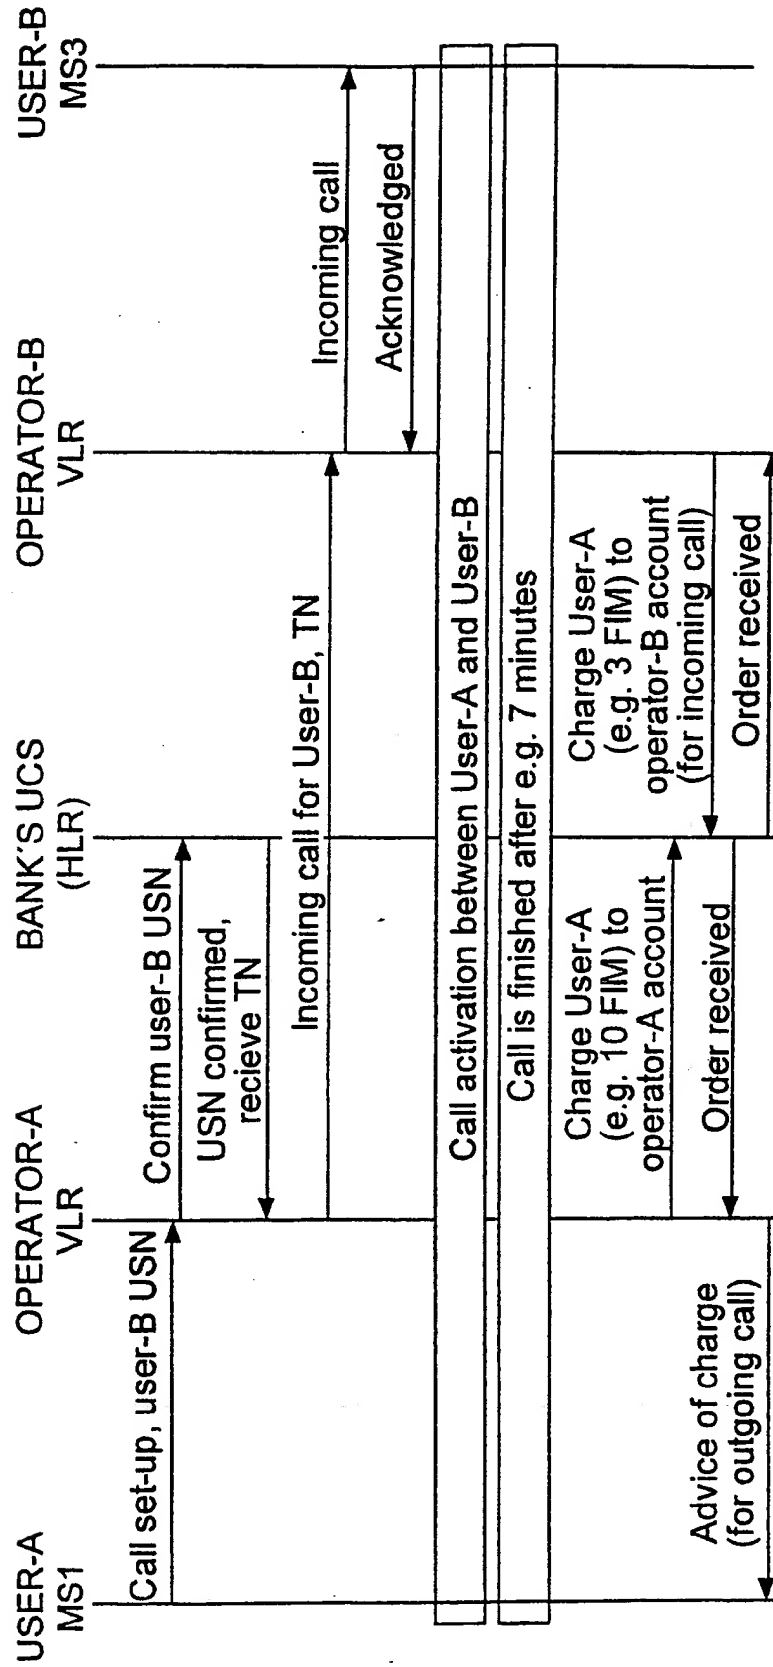 USER-A
MS1
OPERATOR-A
VLR
BANK'S UCS
(HLR)
OPERATOR-B
VLR
USER-B
MS3
Call set-up, user-B USN
Confirm user-B USN
USN confirmed,
recieve TN
Incoming call for User-B, TN
Incoming call
Acknowledged
Call activation between User-A and User-B
Call is finished after e.g. 7 minutes
Charge User-A
(e.g. 10 FIM) to
operator-A account
Order received
Charge User-A
(e.g. 3 FIM) to
operator-B account
(for incoming call)
Order received
Advice of charge
(for outgoing call)